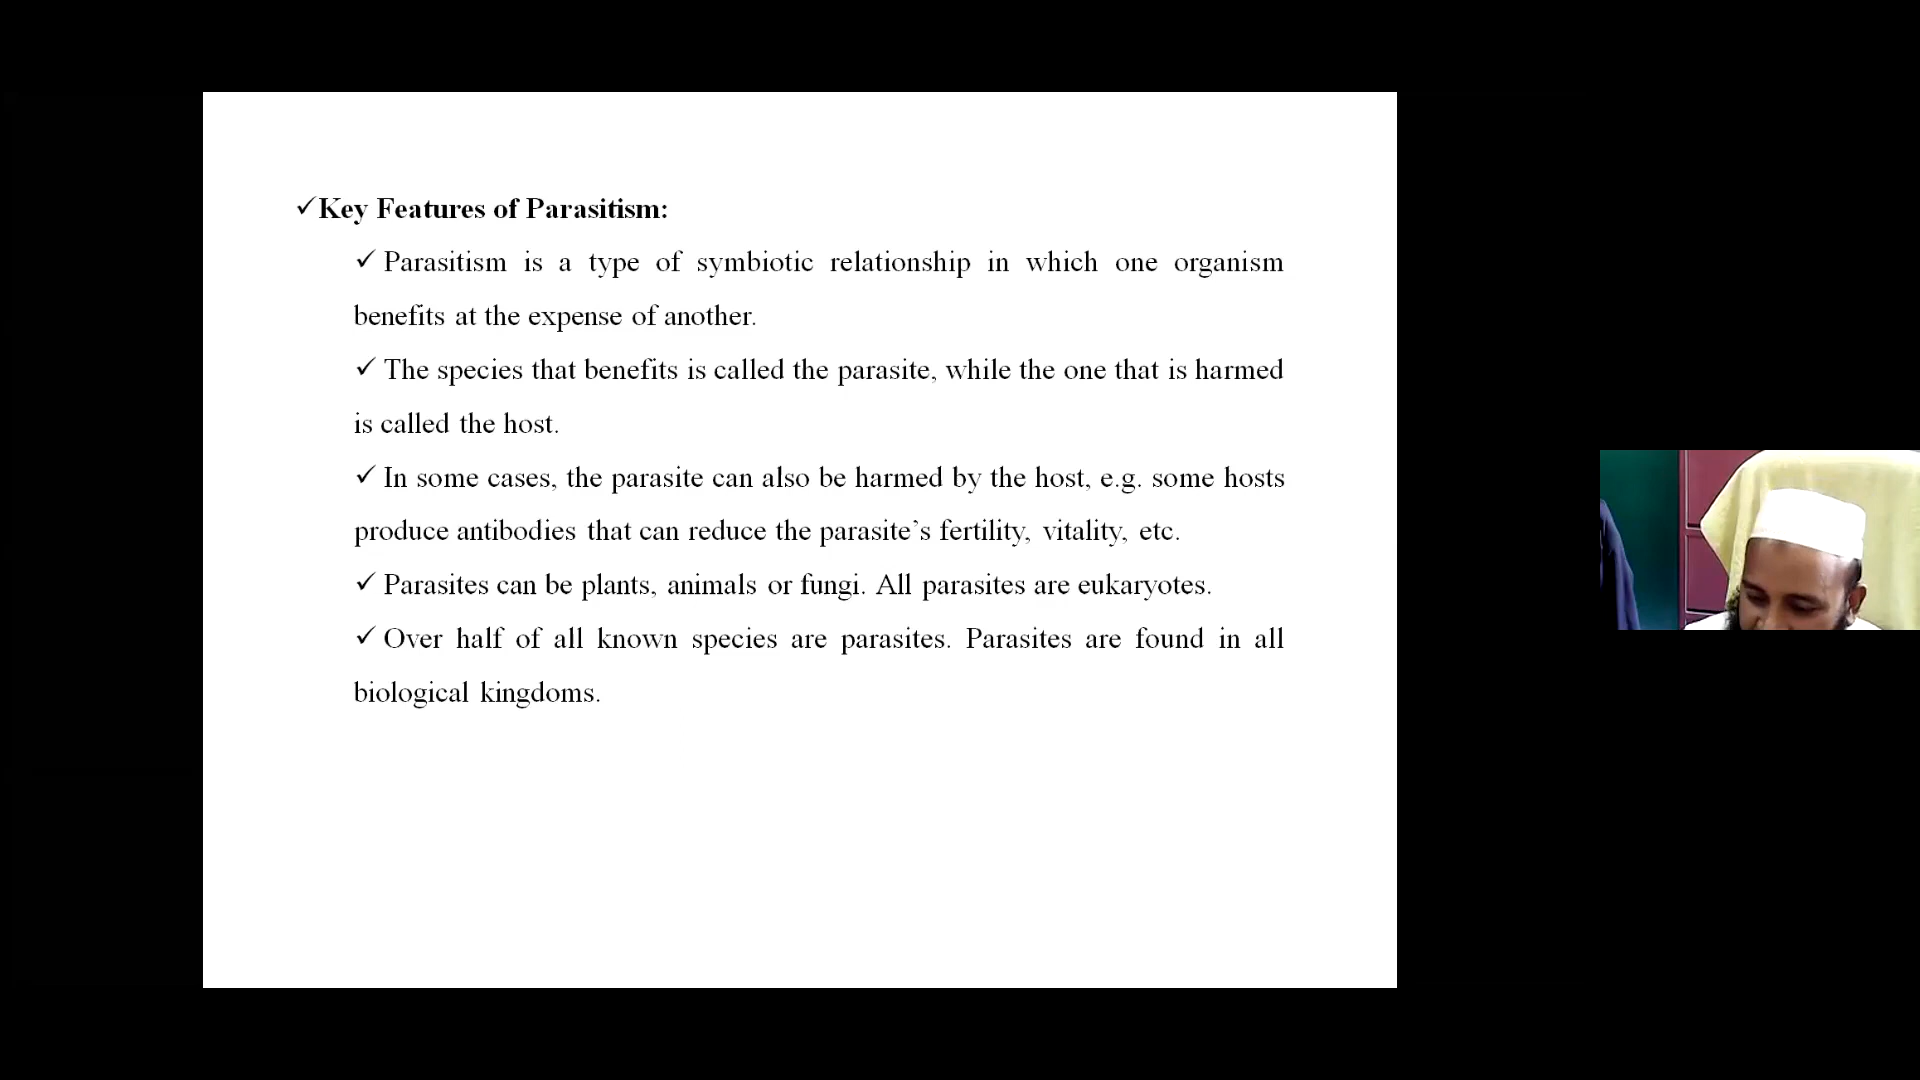 ✓Key Features of Parasitism:
✓ Parasitism is a type of symbiotic relationship in which one organism
benefits at the expense of another.
✓ The species that benefits is called the parasite, while the one that is harmed
is called the host.
✓ In some cases, the parasite can also be harmed by the host, e.g. some hosts
produce antibodies that can reduce the parasite’s fertility, vitality, etc.
✓ Parasites can be plants, animals or fungi. All parasites are eukaryotes.
✓ Over half of all known species are parasites. Parasites are found in all
biological kingdoms.